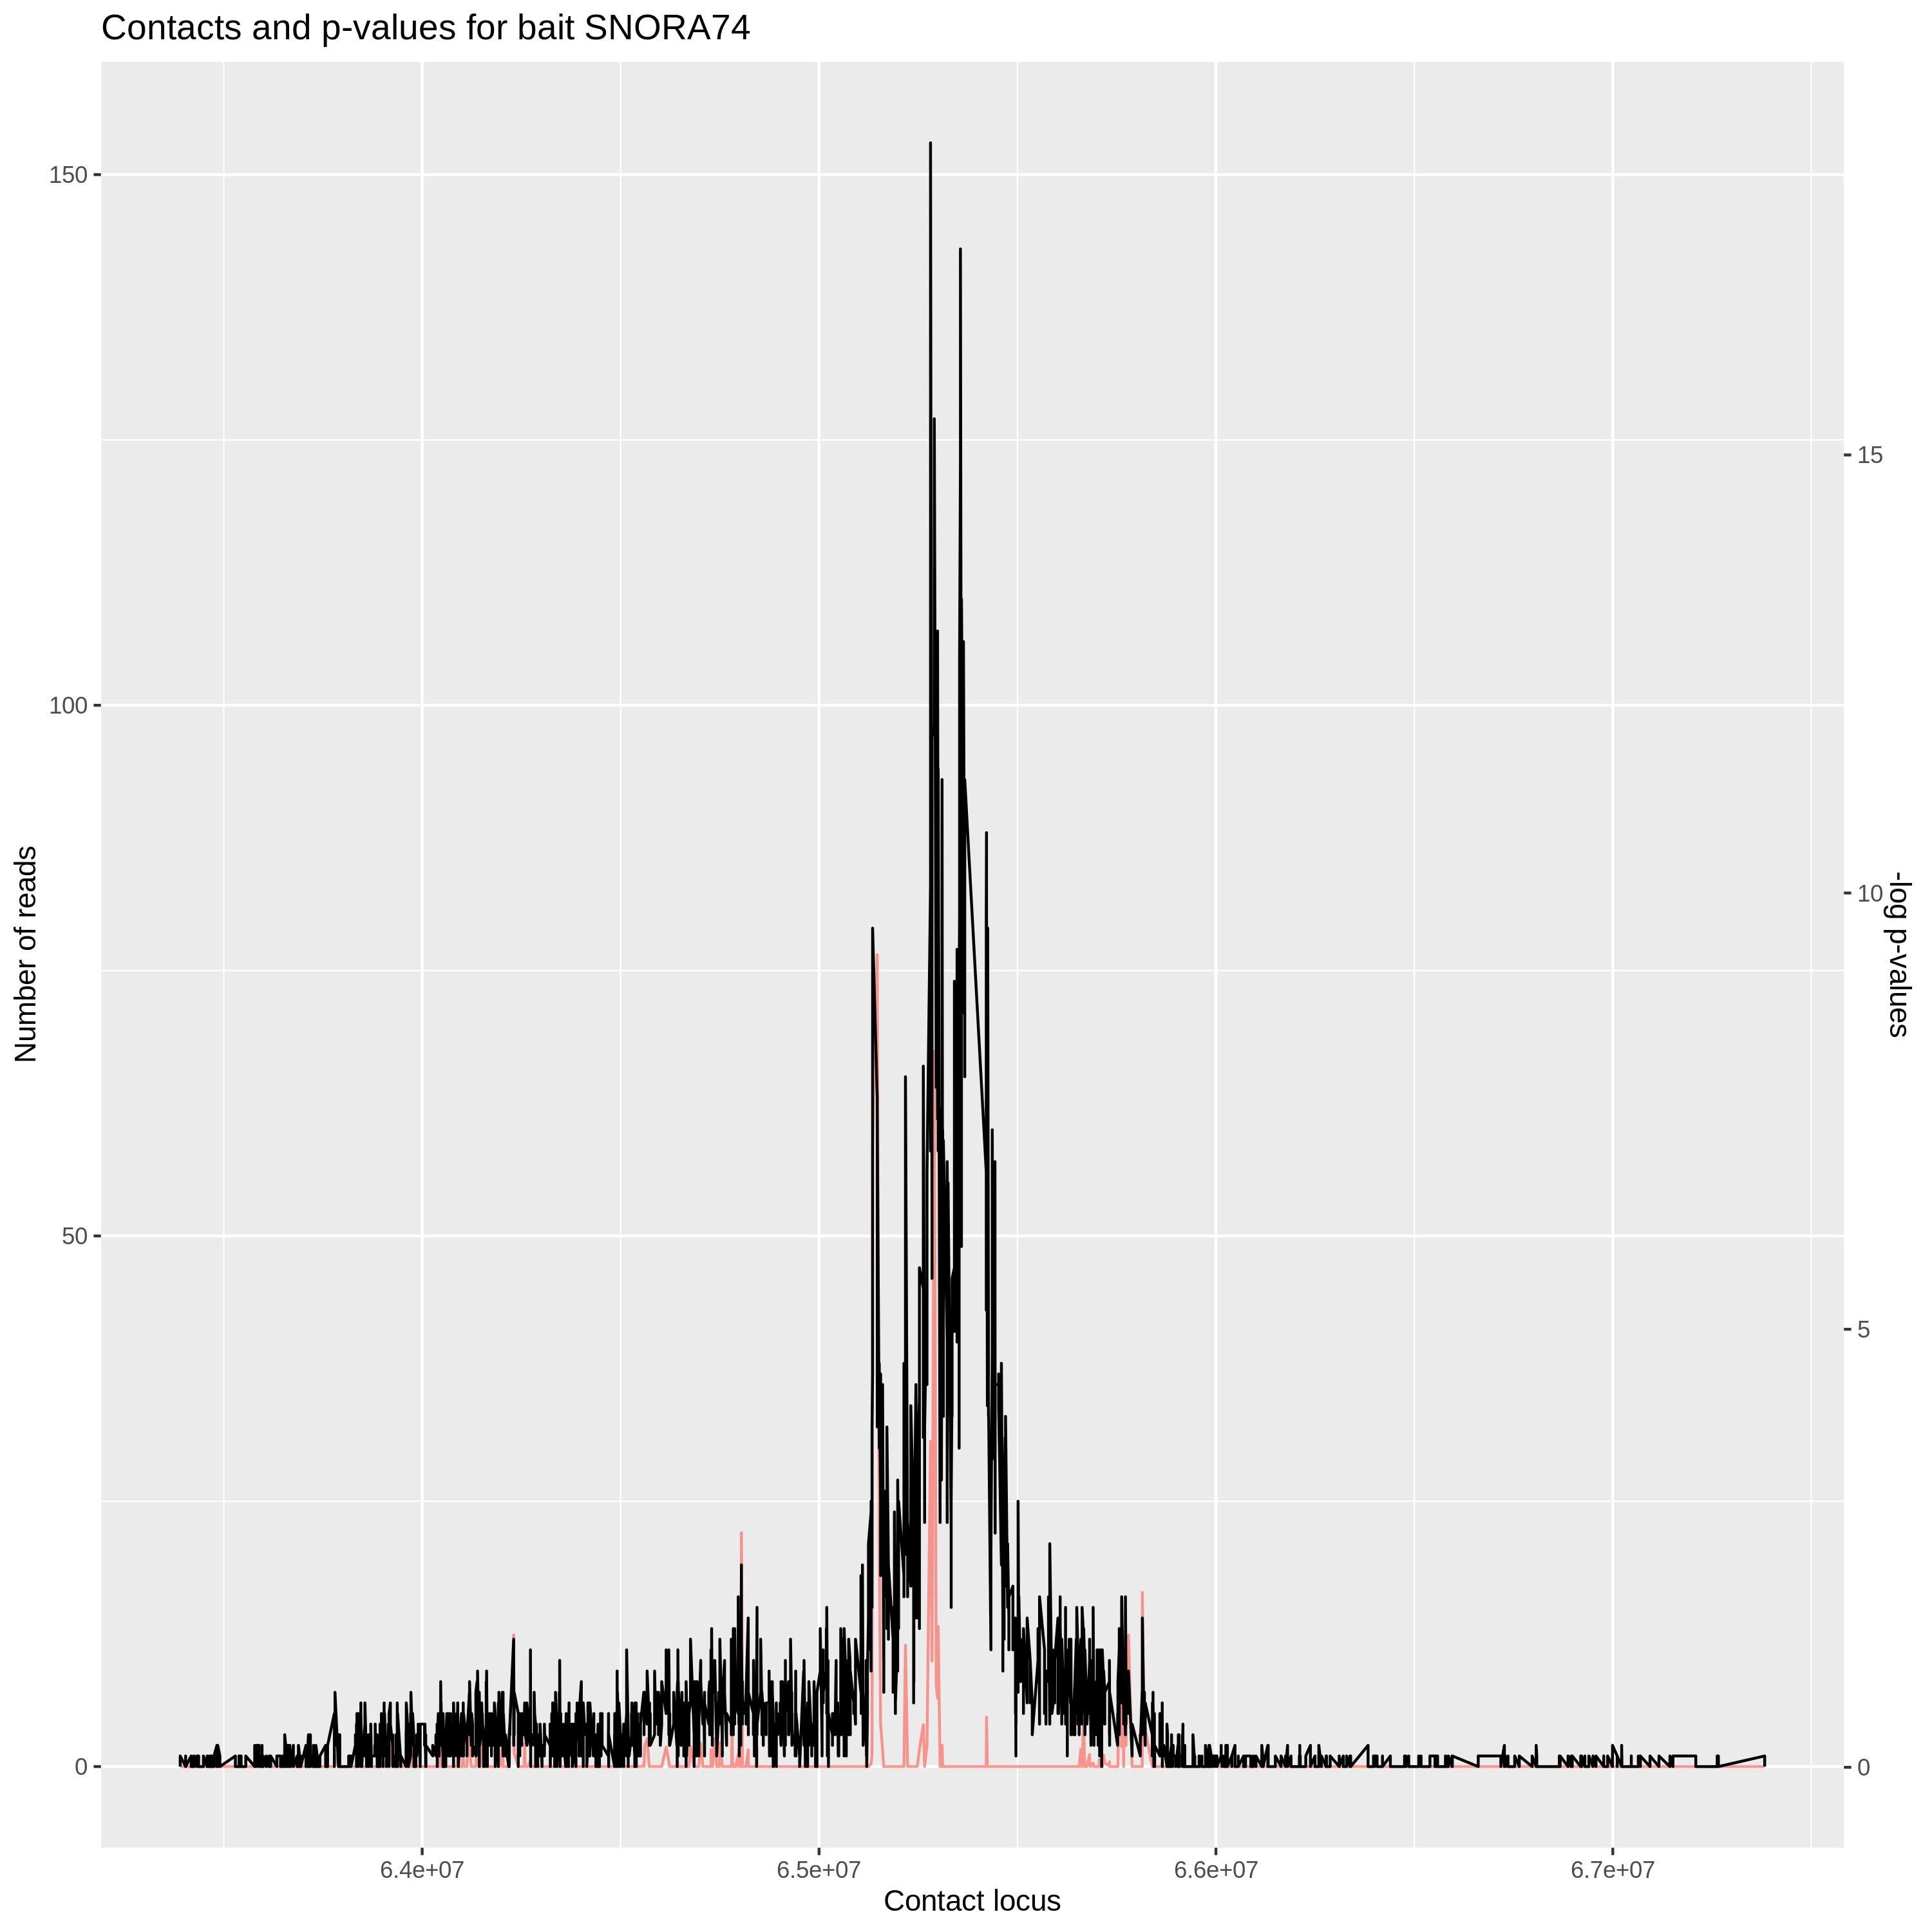 Contacts and p-values for bait SNORA74
150
100
50
0
Number of reads
15
10
5
0
-log p-values
6.4e+07 6.5e+07 6.6e+07 6.7e+07
Contact locus